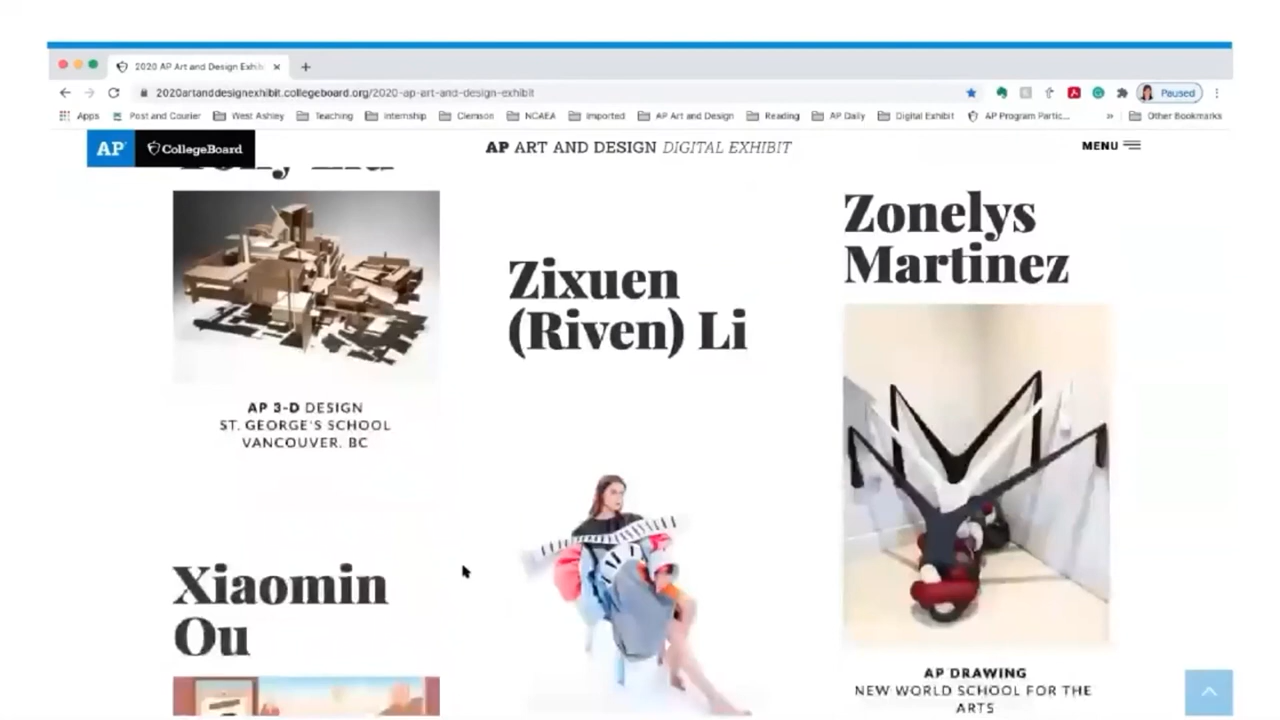 2020 AP Art and Design Exhib
2020artanddesignexhibit.collegeboard.org/2020-ap-art-and-design-exhibit
Paused
Apps Post and Courier West Ashley Teaching Internship Clemson NCAEA Imported AP Art and Design Reading AP Daily Digital Exhibit AP Program Partic... » Other Bookmarks
AP CollegeBoard
AP ART AND DESIGN DIGITAL EXHIBIT
MENU
AP 3-D DESIGN
ST. GEORGE'S SCHOOL
VANCOUVER, BC
Xiaomin
Ou
Zixuen
(Riven) Li
Zonelys
Martinez
AP DRAWING
NEW WORLD SCHOOL FOR THE
ARTS